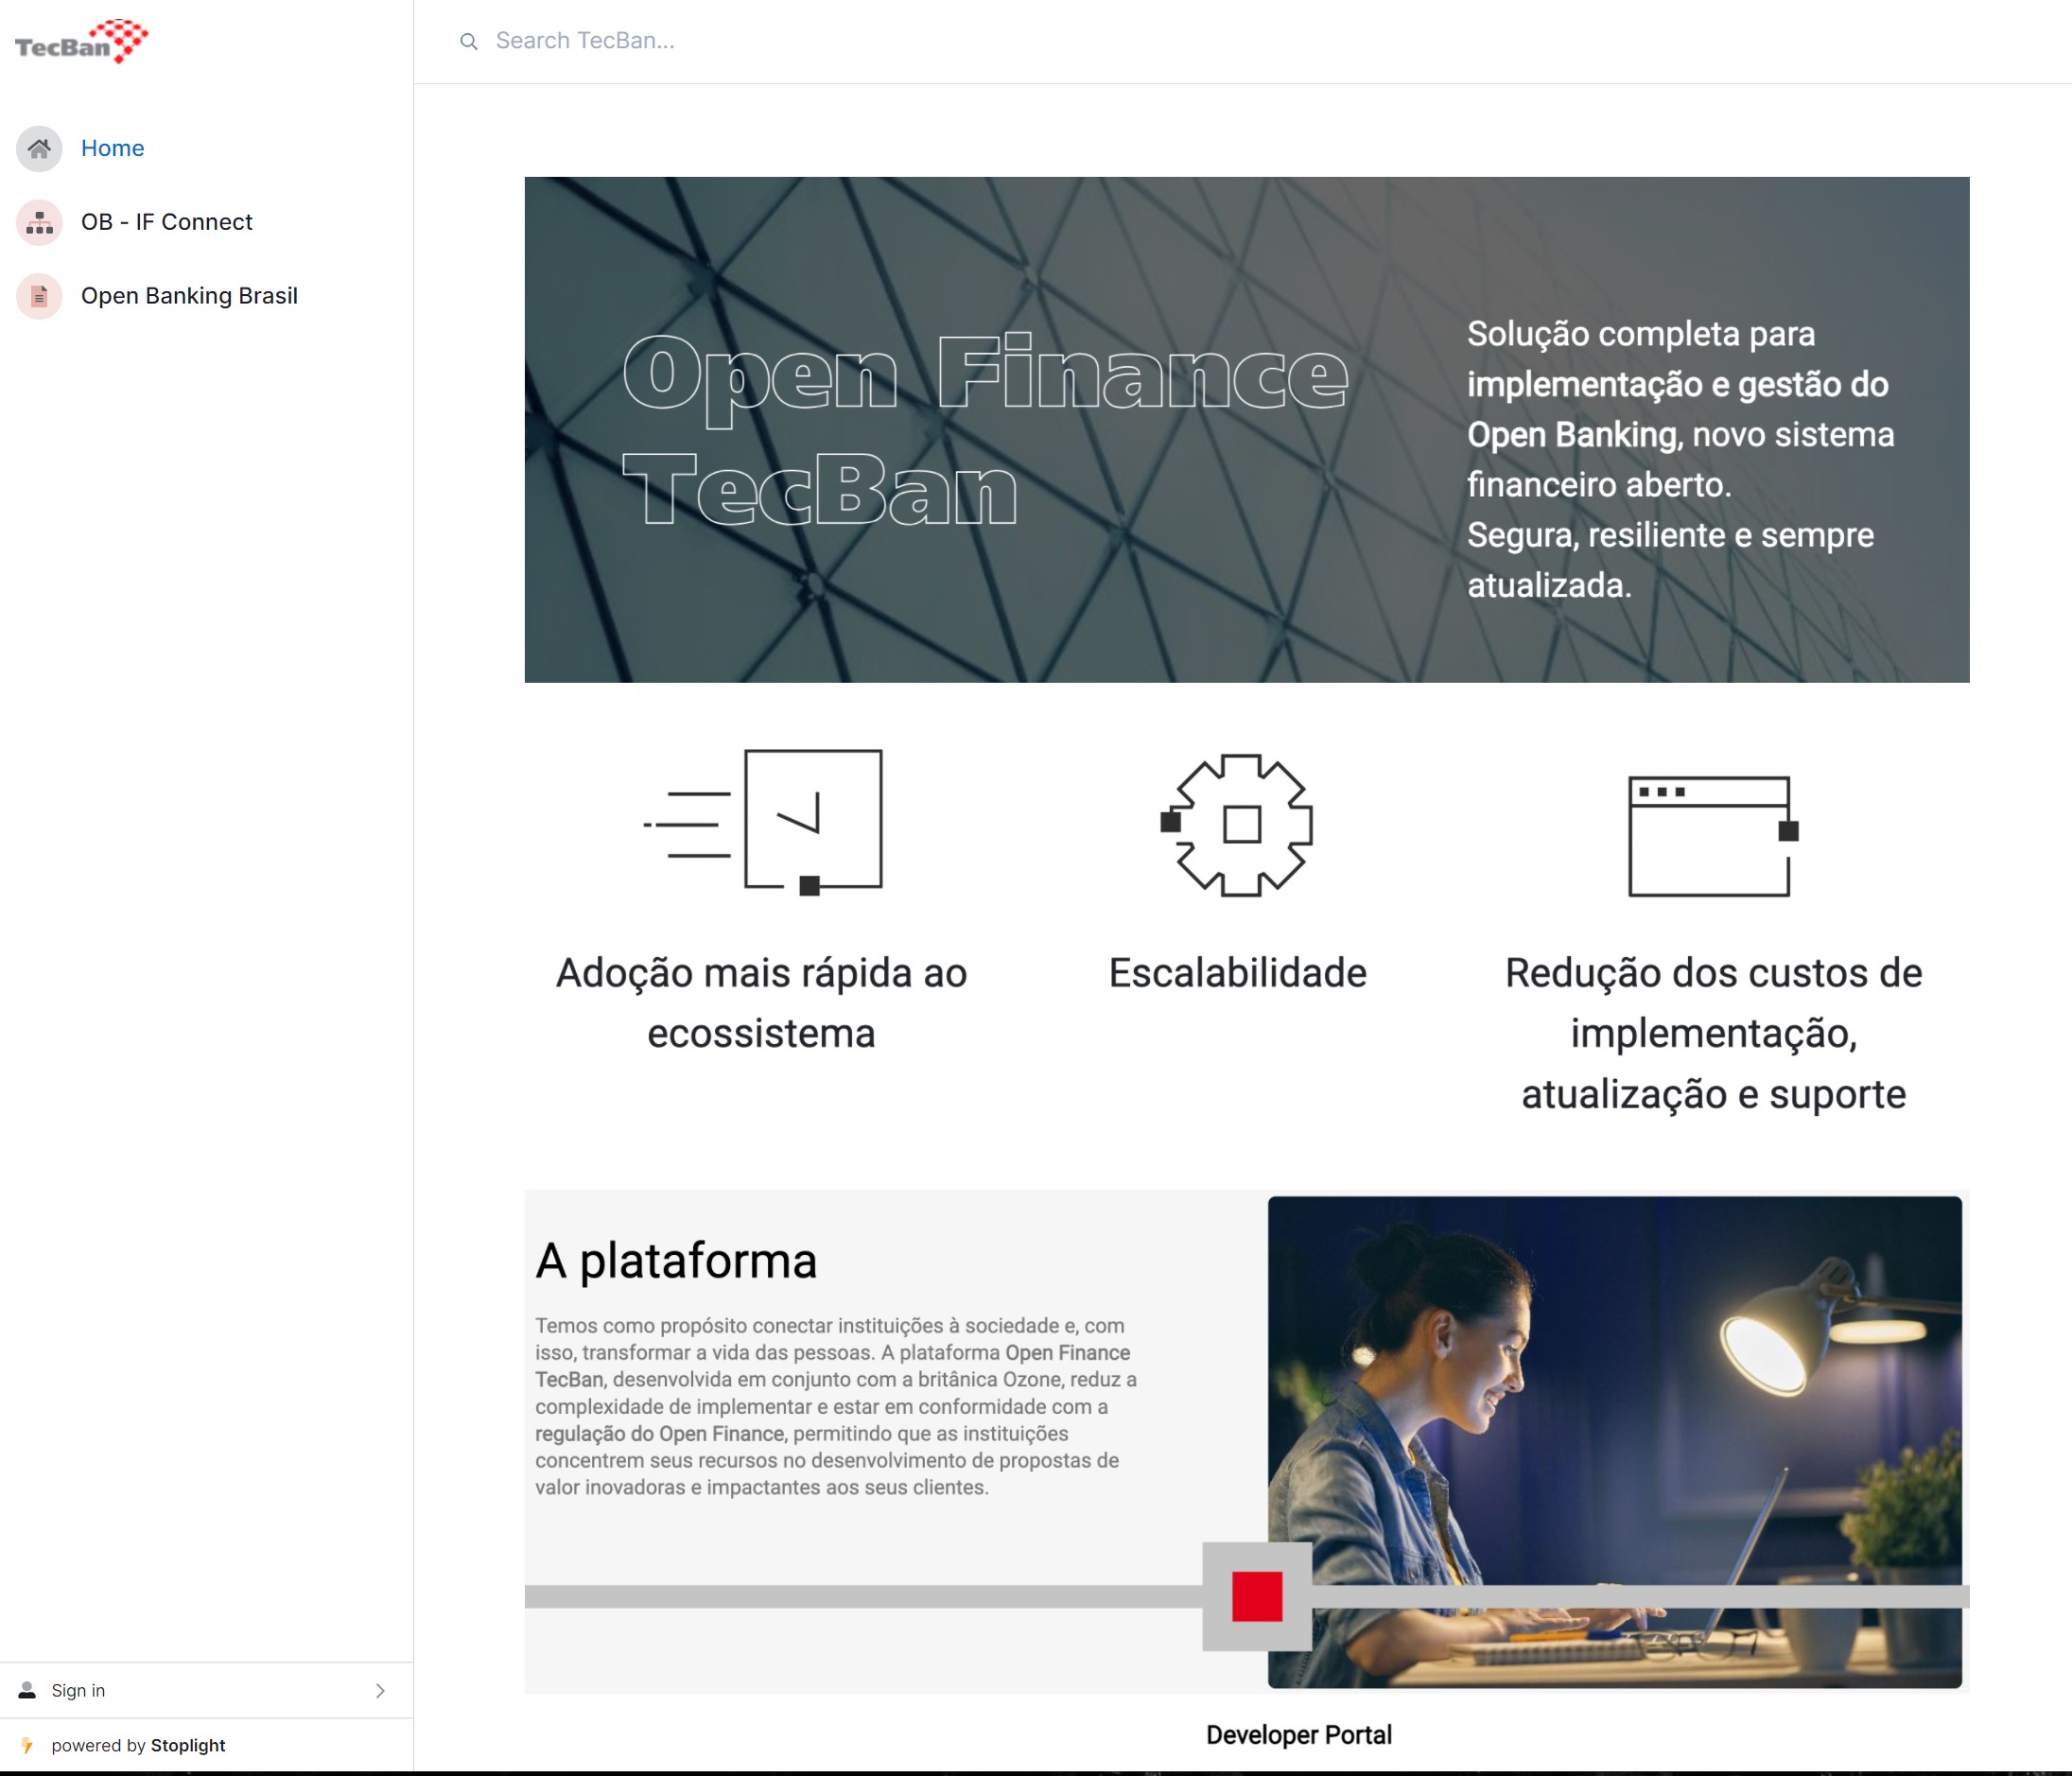 TecBan
Search TecBan...
Home
OB - IF Connect
Open Banking Brasil
Open Finance
TecBan
Solução completa para
implementação e gestão do
Open Banking, novo sistema
financeiro aberto.
Segura, resiliente e sempre
atualizada.
Adoção mais rápida ao
ecossistema
Escalabilidade
Redução dos custos de
implementação,
atualização e suporte
A plataforma
Temos como propósito conectar instituições à sociedade e, com
isso, transformar a vida das pessoas. A plataforma Open Finance
TecBan, desenvolvida em conjunto com a britânica Ozone, reduz a
complexidade de implementar e estar em conformidade com a
regulação do Open Finance, permitindo que as instituições
concentrem seus recursos no desenvolvimento de propostas de
valor inovadoras e impactantes aos seus clientes.
Sign in
powered by Stoplight
Developer Portal